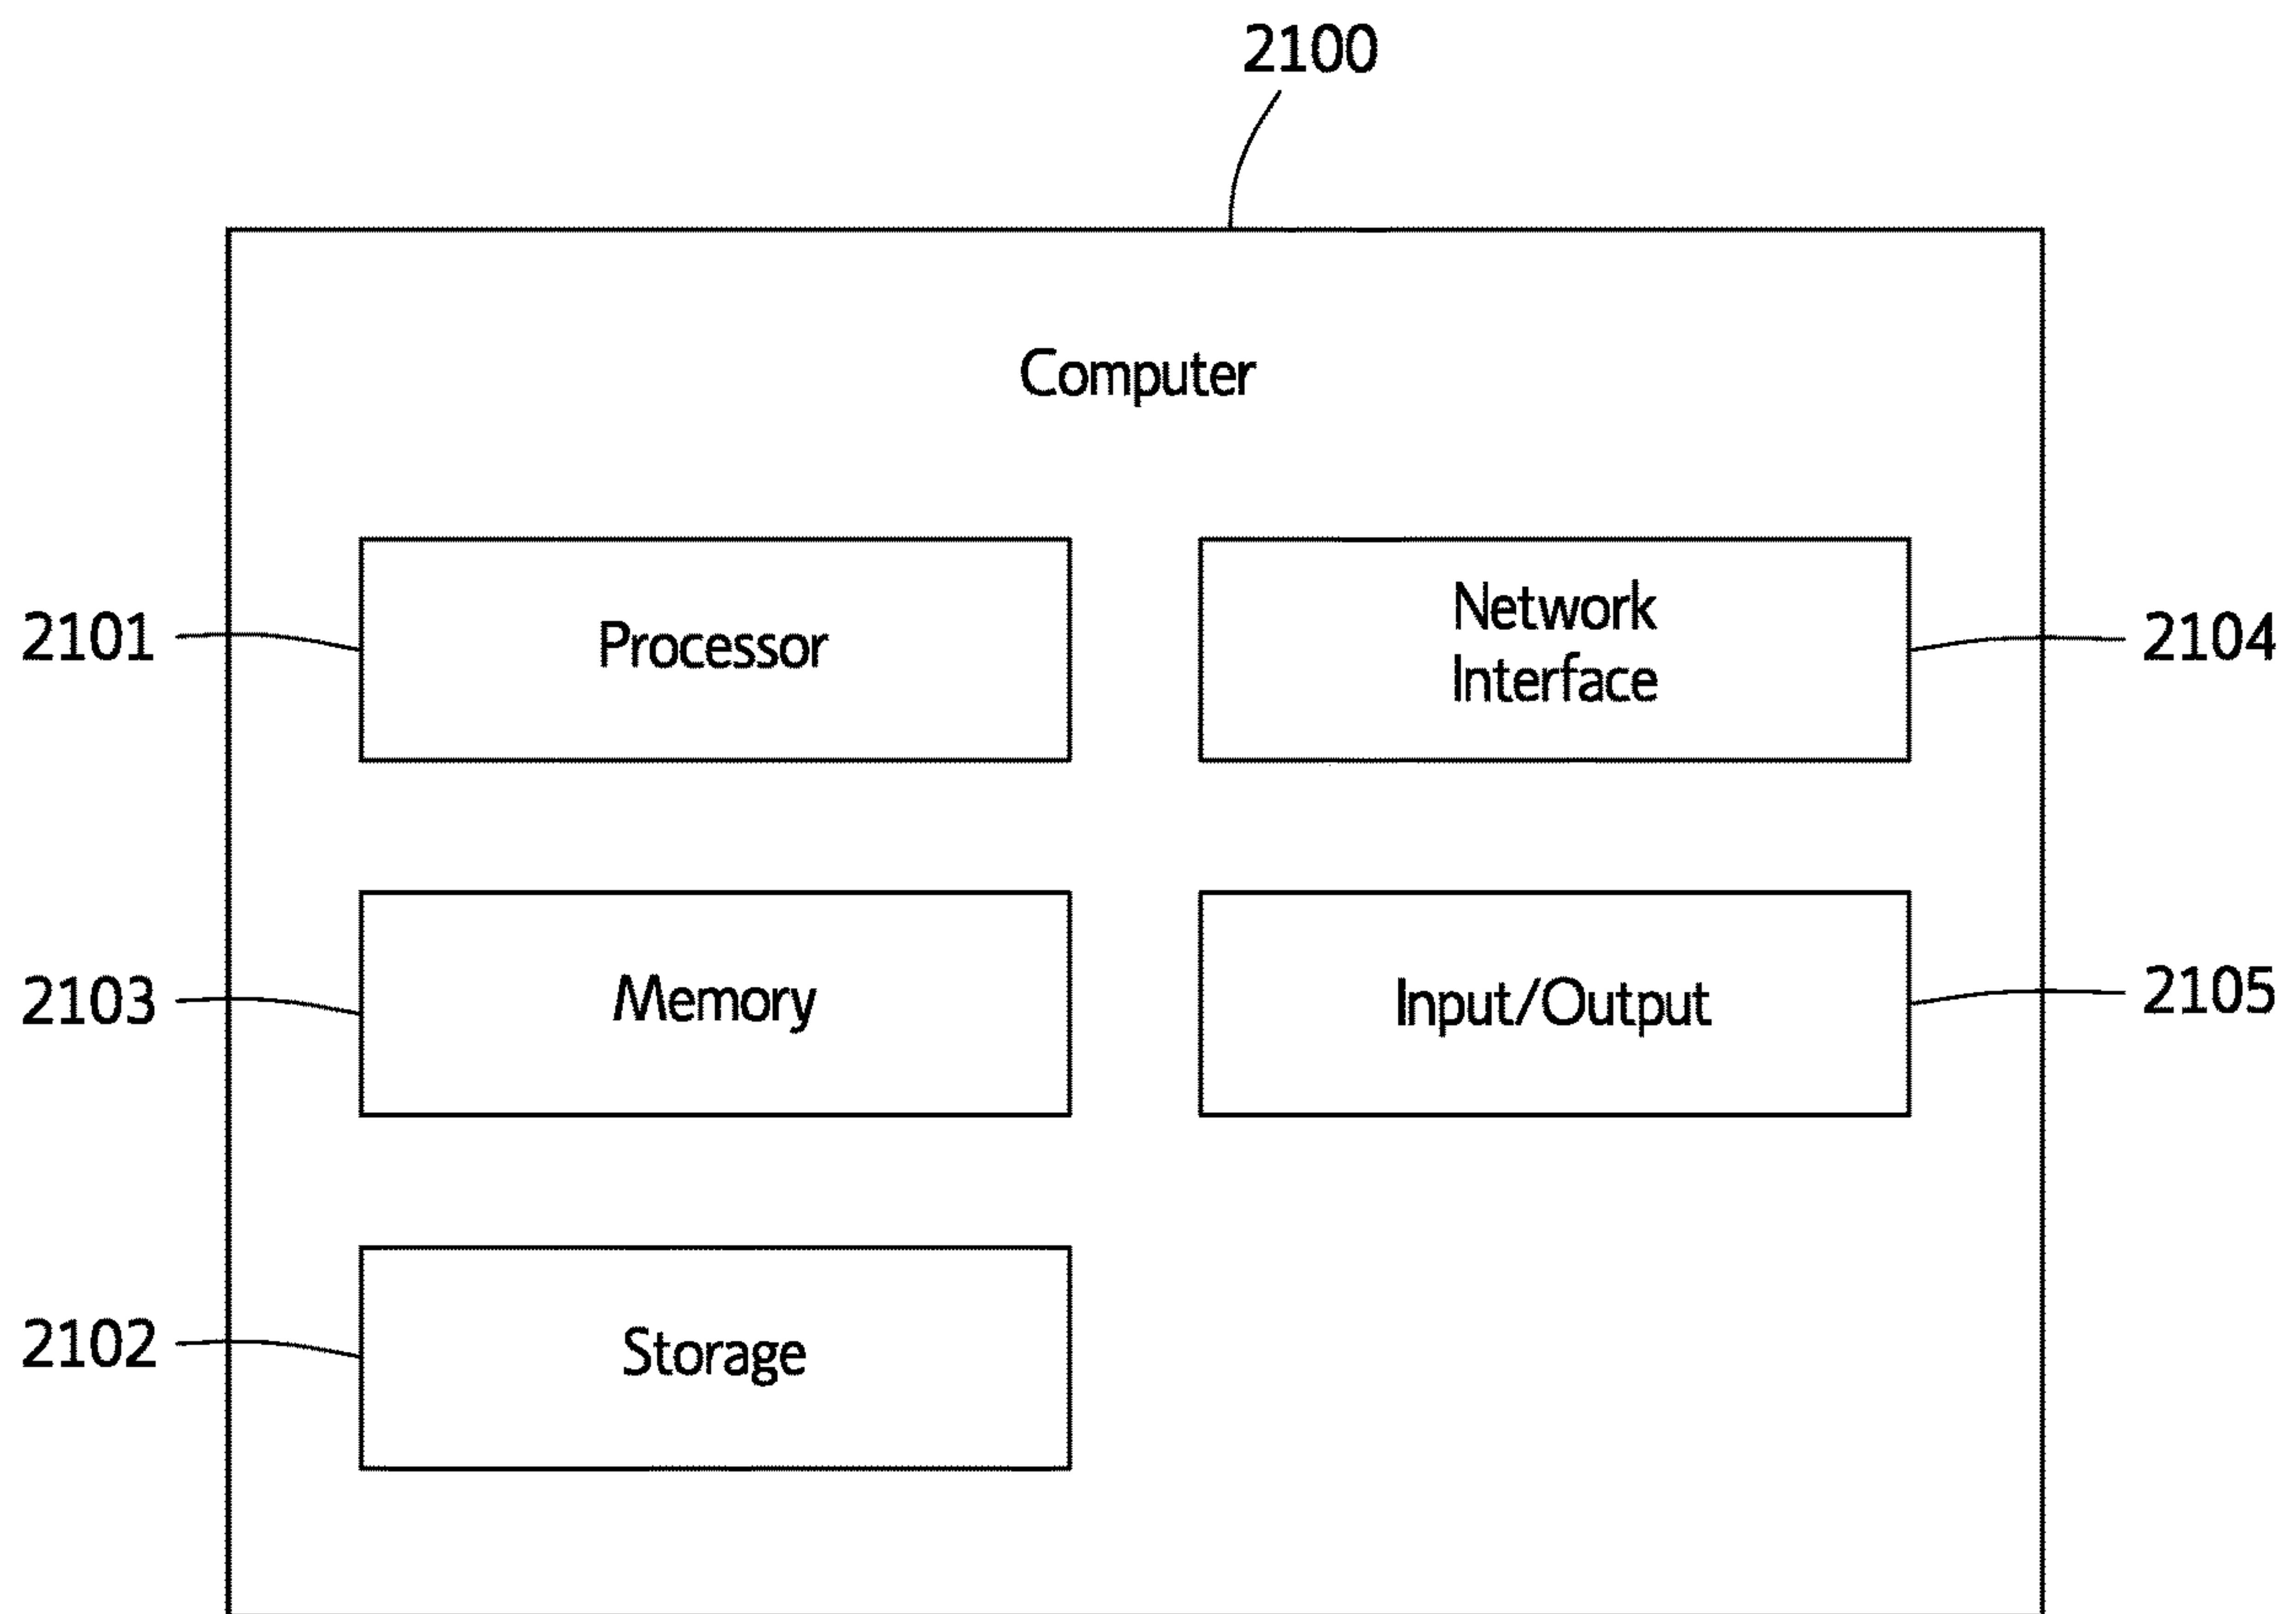 2100
Computer
2101
Processor
Network
Interface
2104
2103
Memory
Input/Output
2105
2102
Storage